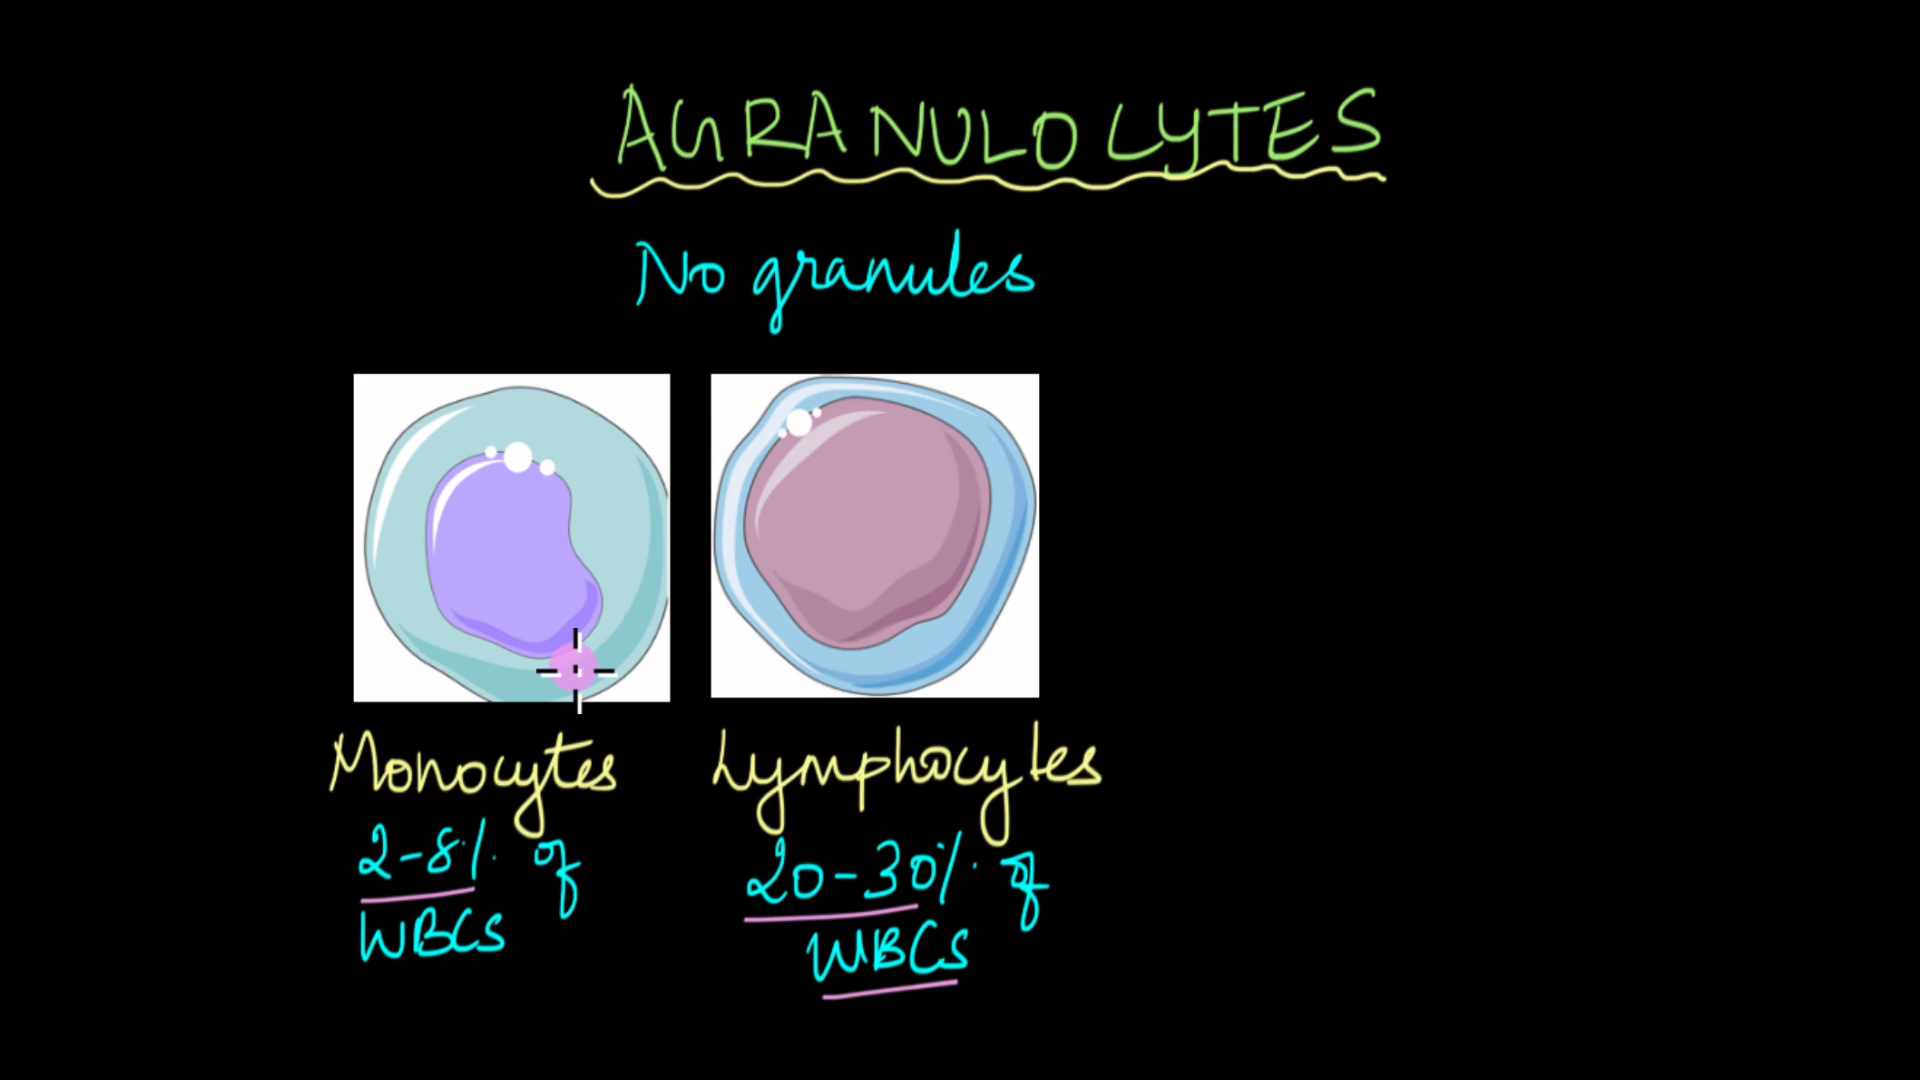 AGRANULOCYTES
No granules
Monocytes
Lymphocytes
2-8% of
WBCS
20-30% of
WBCS